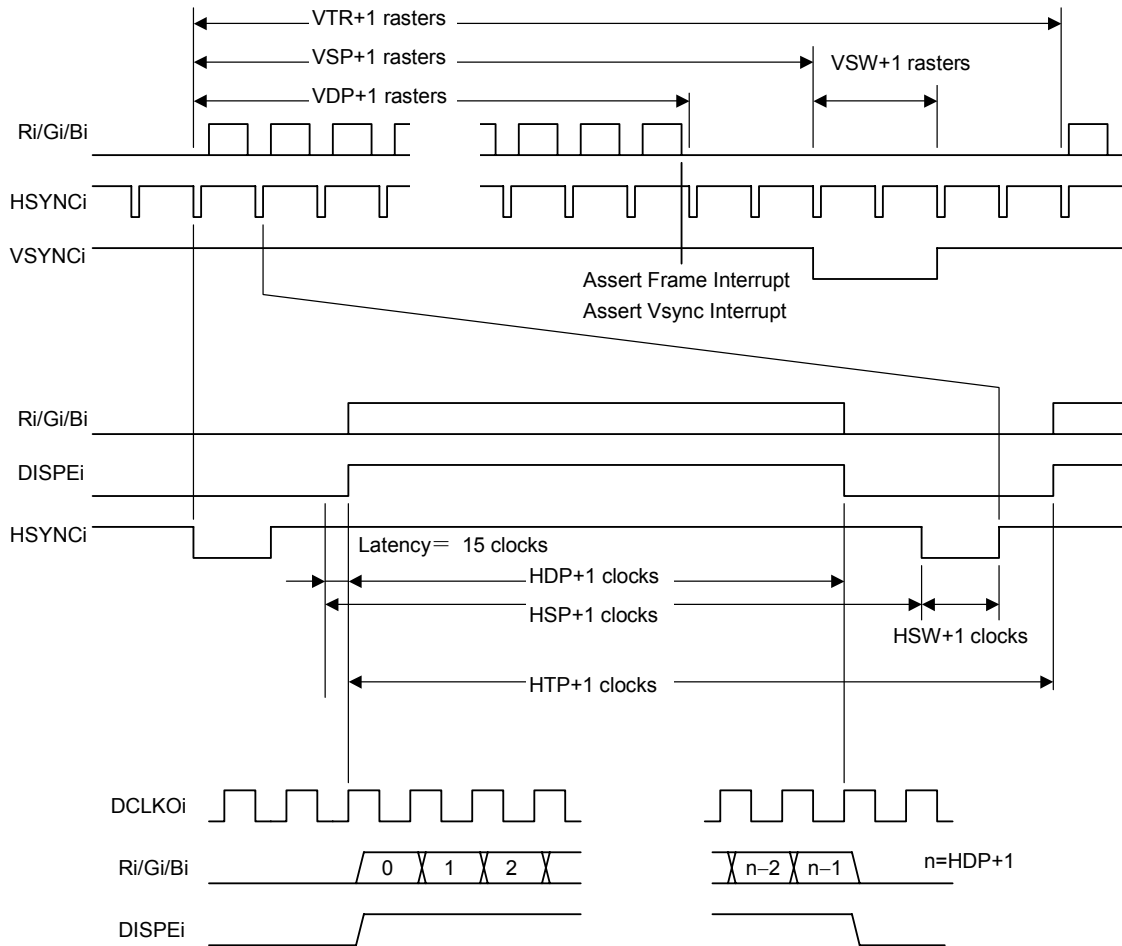 VTR+1 rasters
VSP+1 rasters
VSW+1 rasters
VDP+1 rasters
Ri/Gi/Bi
HSYNCi
VSYNCi
Assert Frame Interrupt
Assert Vsync Interrupt
Ri/Gi/Bi
DISPEi
HSYNCi
Latency＝ 15 clocks
HDP+1 clocks
HSP+1 clocks
HSW+1 clocks
HTP+1 clocks
DCLKOi
Ri/Gi/Bi 0 1 2 n−2 n−1 n=HDP+1
DISPEi